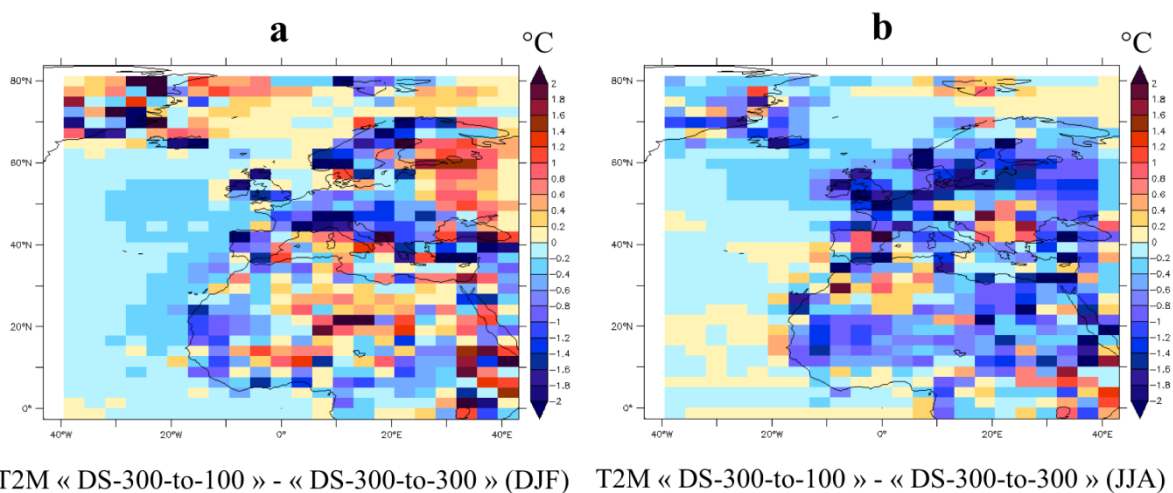 a
b
°C
°C
80°N
60°N
40°N
20°N
0°
40°W
20°W
0°
20°E
40°E
2
1.8
1.6
1.4
1.2
1
0.8
0.6
0.4
0.2
0
-0.2
-0.4
-0.6
-0.8
-1
-1.2
-1.4
-1.6
-1.8
-2
80°N
60°N
40°N
20°N
0°
40°W
20°W
0°
20°E
40°E
2
1.8
1.6
1.4
1.2
1
0.8
0.6
0.4
0.2
0
-0.2
-0.4
-0.6
-0.8
-1
-1.2
-1.4
-1.6
-1.8
-2
T2M « DS-300-to-100 » - « DS-300-to-300 » (DJF)
T2M « DS-300-to-100 » - « DS-300-to-300 » (JJA)